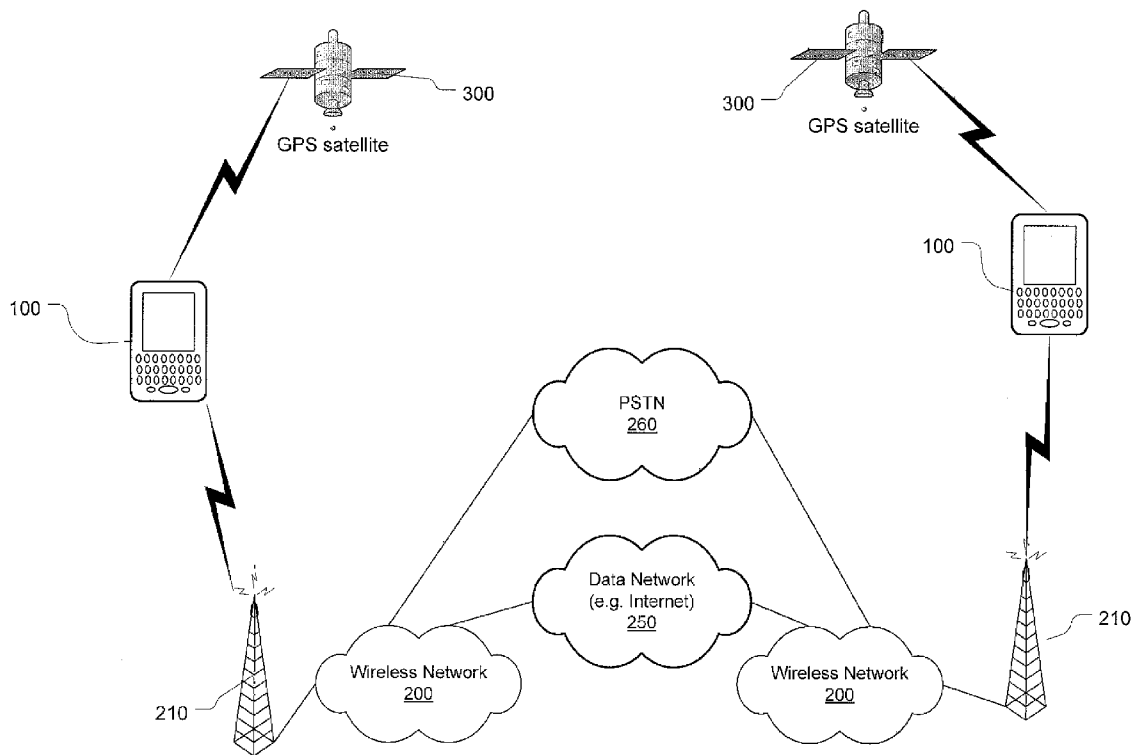 300
GPS satellite
300
GPS satellite
100
100
PSTN
260
Data Network
(e.g. Internet)
250
Wireless Network
200
Wireless Network
200
210
210